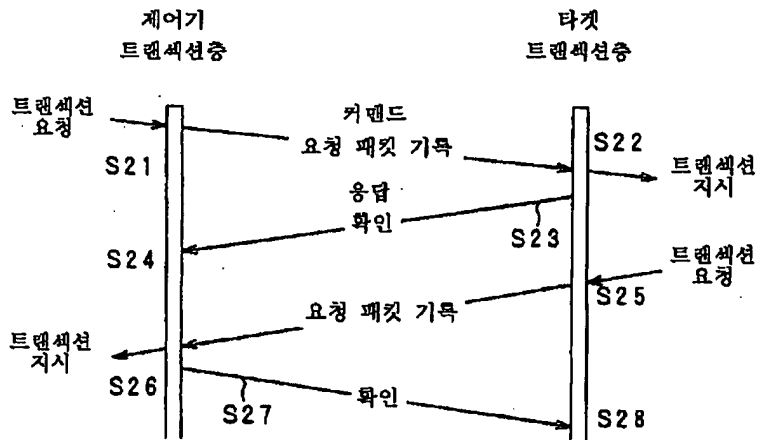 제어기
트랜섹션층
타겟
트랜섹션층
트랜섹션
요청
커맨드
요청 패킷 기록
S21
S22
트랜섹션
지시
응답
확인
S23
S24
트랜섹션
요청
S25
요청 패킷 기록
트랜섹션
지시
S26
S27
확인
S28